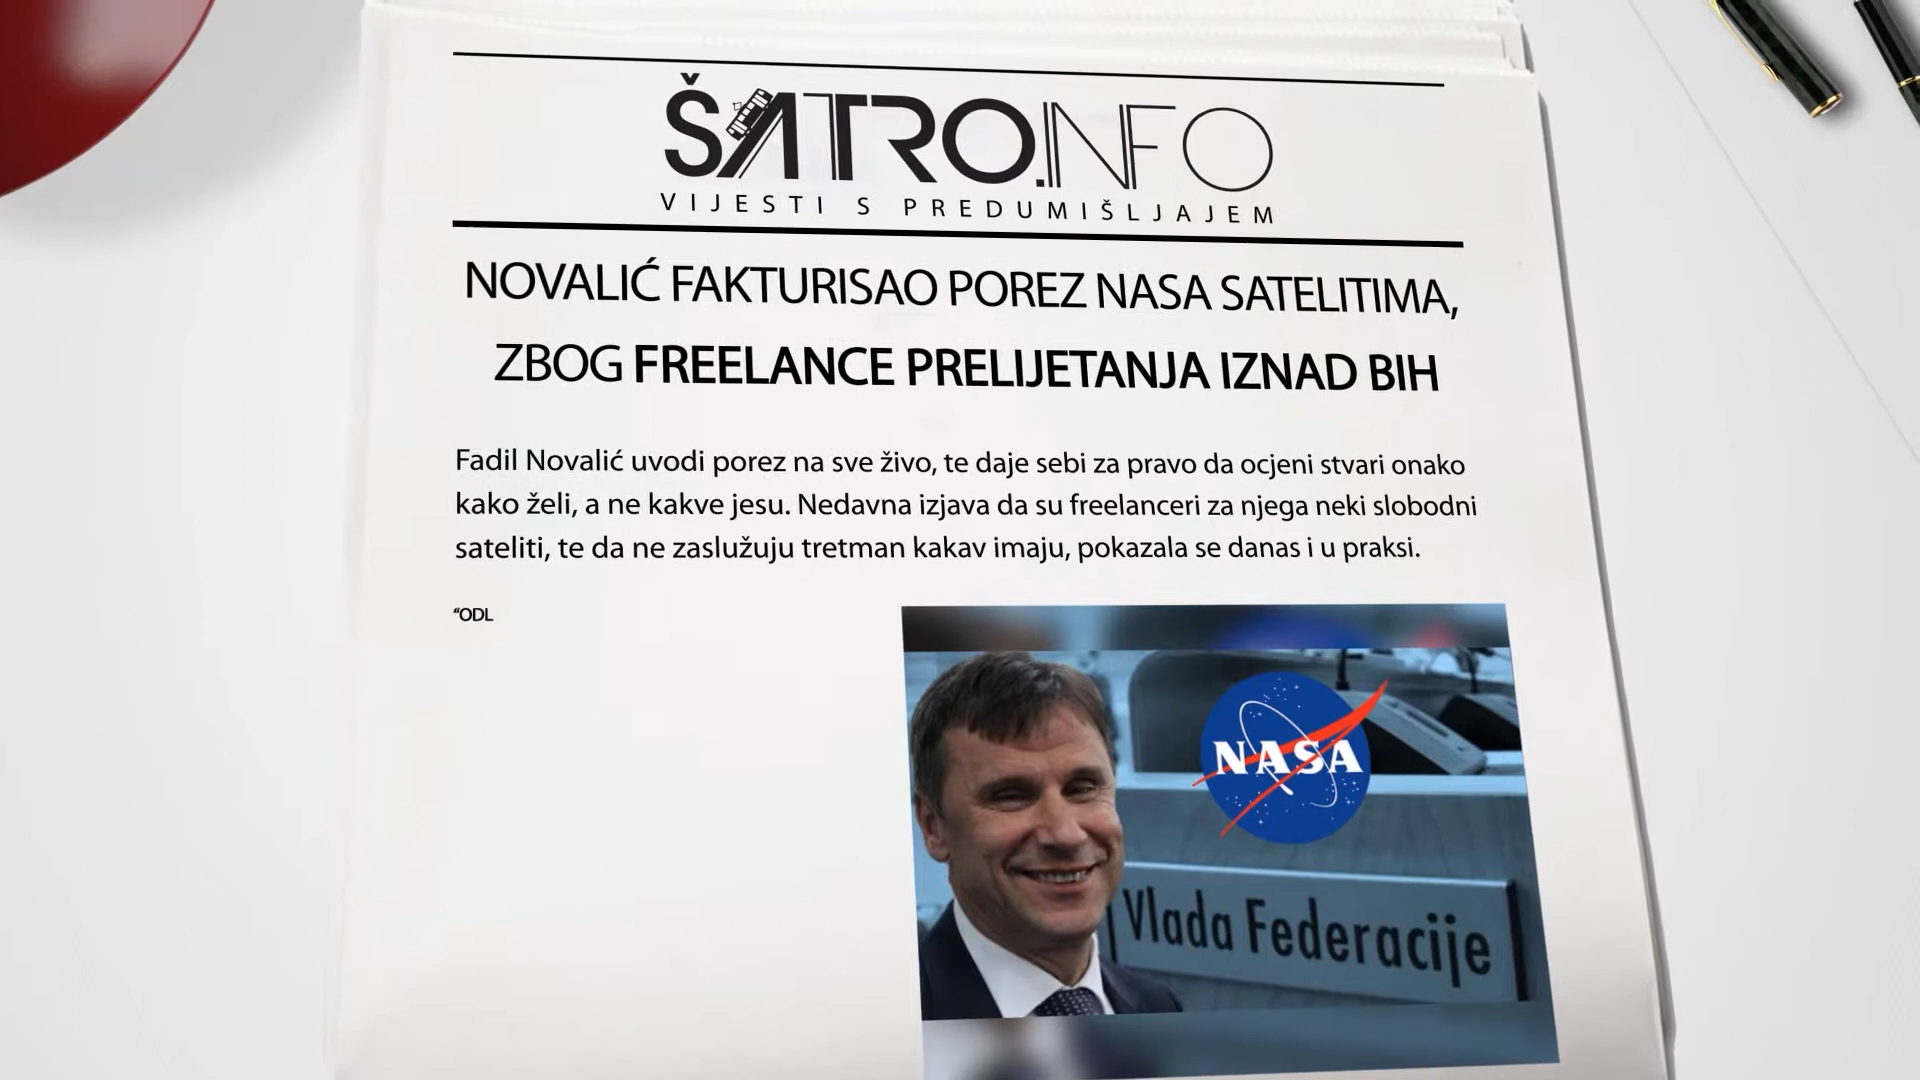 ŠATRO.INFO
VIJESTI S PREDUMIŠLJAJEM
NOVALIĆ FAKTURISAO POREZ NASA SATELITIMA,
ZBOG FREELANCE PRELIJETANJA IZNAD BIH
Fadil Novalić uvodi porez na sve živo, te daje sebi za pravo da ocjeni stvari onako
kako želi, a ne kakve jesu. Nedavna izjava da su freelanceri za njega neki slobodni
sateliti, te da ne zaslužuju tretman kakav imaju, pokazala se danas i u praksi.
“ODL
NASA
Vlada Federacije